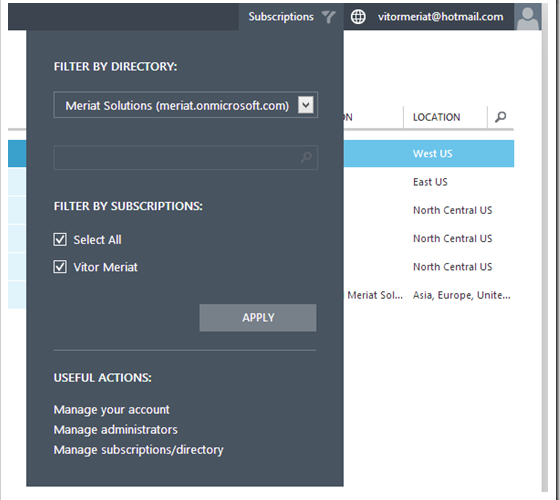 Subscriptions vitormeriat@hotmail.com
FILTER BY DIRECTORY:
Meriat Solutions (meriat.onmicrosoft.com)
ON LOCATION
West US
East US
FILTER BY SUBSCRIPTIONS:
North Central US
Select All
North Central US
Vitor Meriat
North Central US
Meriat Sol... Asia, Europe, Unite...
APPLY
USEFUL ACTIONS:
Manage your account
Manage administrators
Manage subscriptions/directory